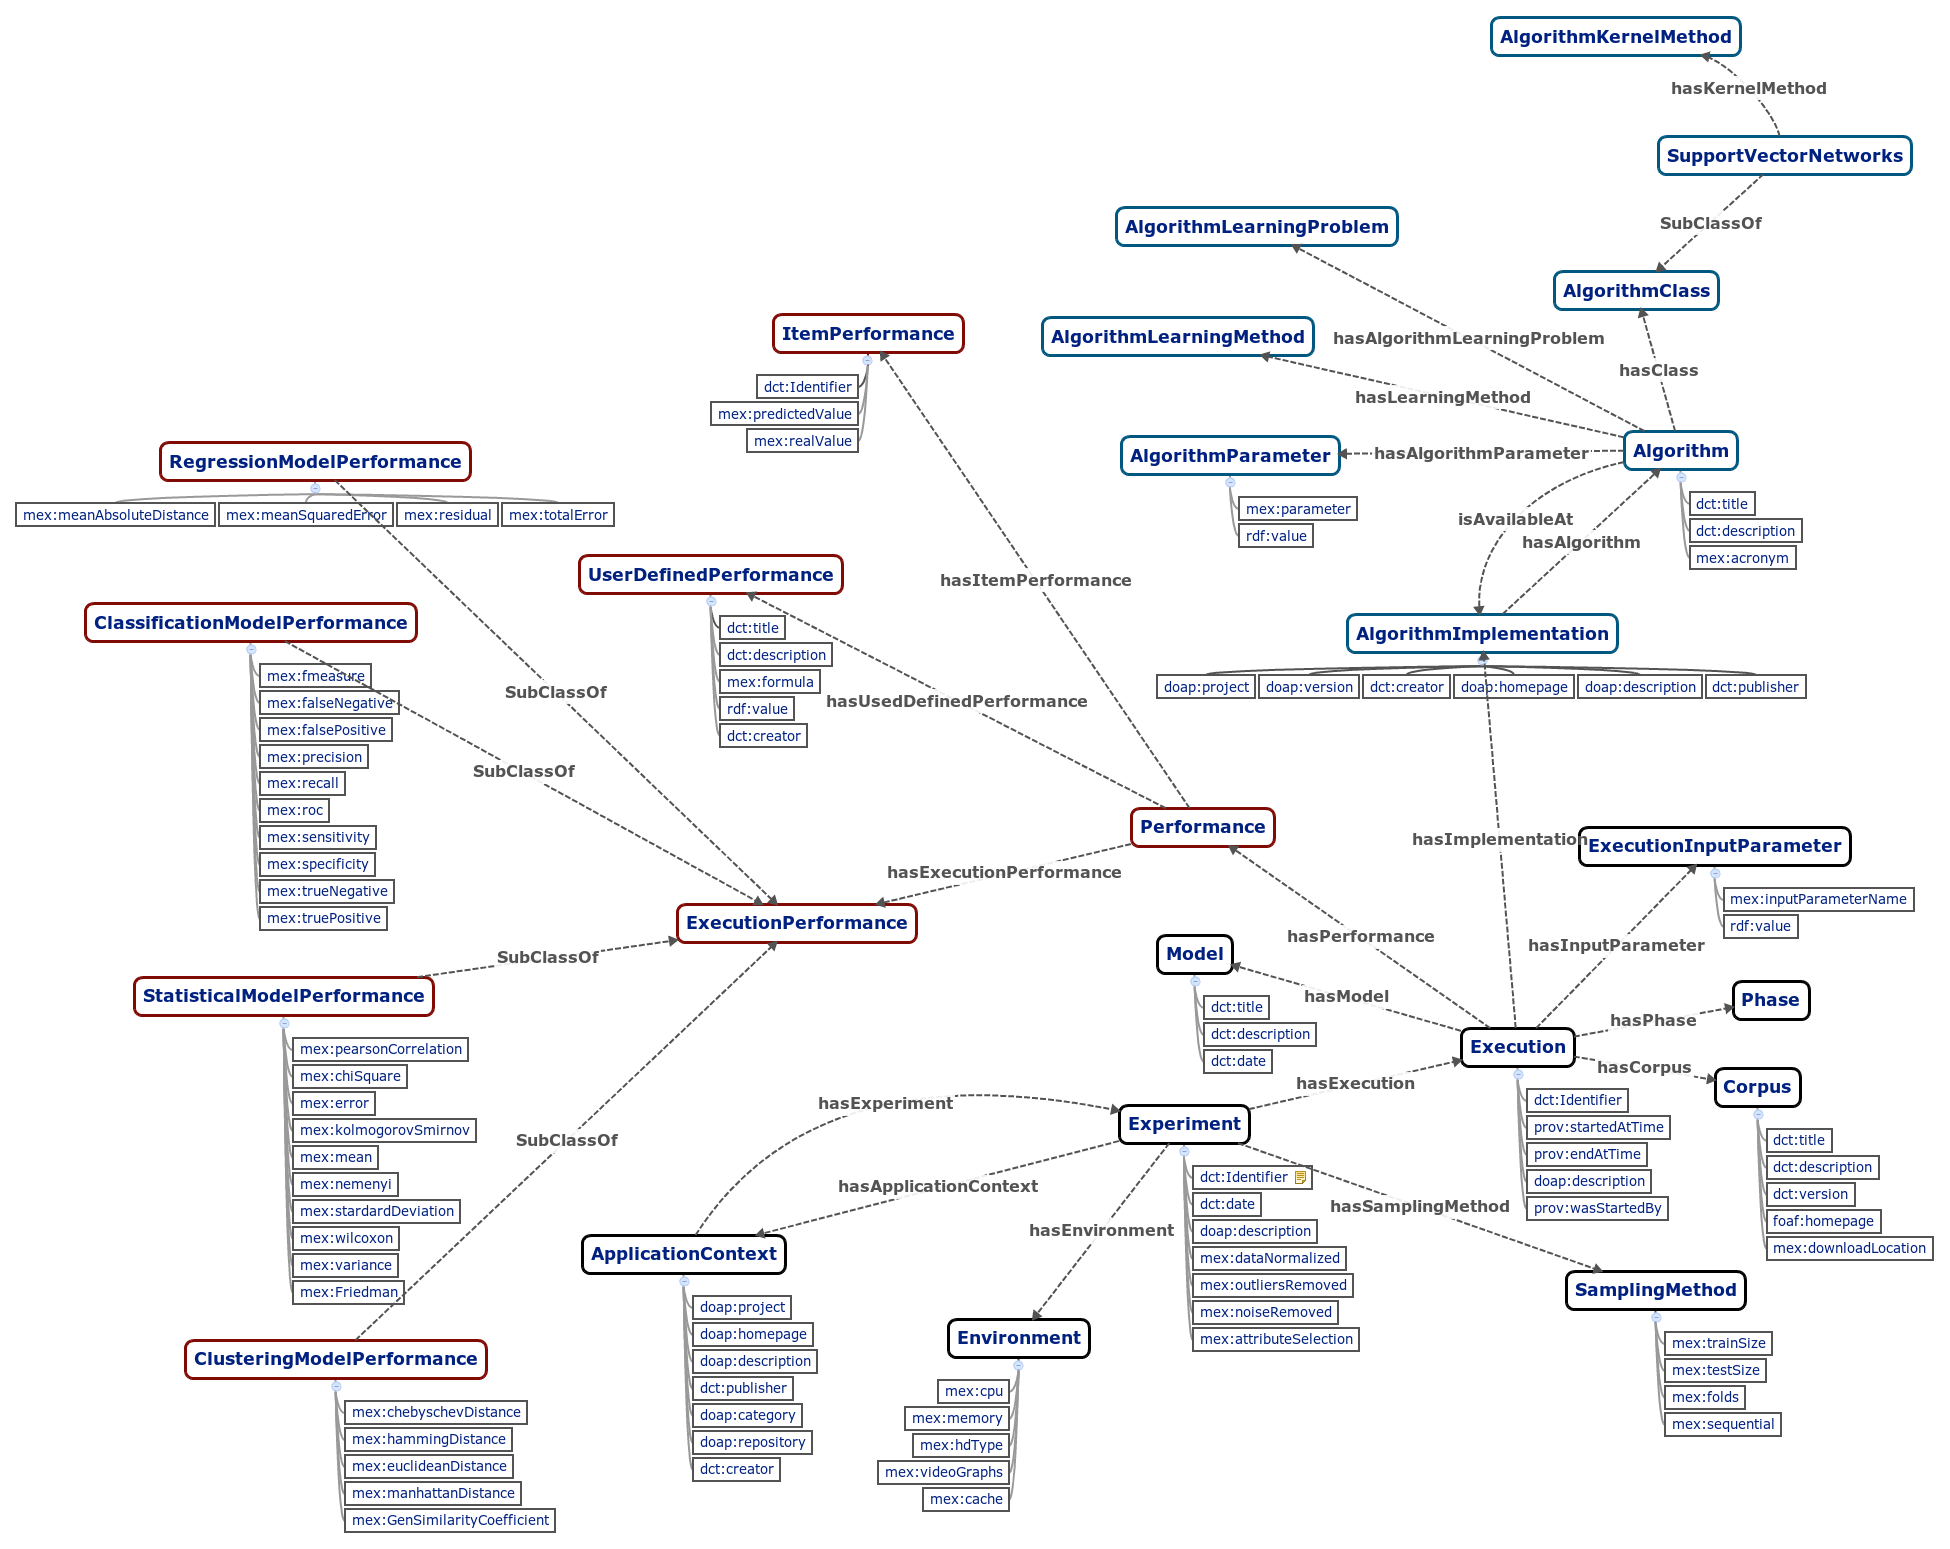 AlgorithmKernelMethod
hasKernelMethod
SupportVectorNetworks
SubClassOf
AlgorithmLearningProblem
AlgorithmClass
ItemPerformance
dct:Identifier
mex:predictedValue
mex:realValue
AlgorithmLearningMethod
hasAlgorithmLearningProblem
hasClass
hasLearningMethod
AlgorithmParameter
mex:parameter
rdf:value
hasAlgorithmParameter
Algorithm
dct:title
dct:description
mex:acronym
isAvailableAt
hasAlgorithm
RegressionModelPerformance
mex:meanAbsoluteDistance
mex:meanSquaredError
mex:residual
mex:totalError
UserDefinedPerformance
dct:title
dct:description
mex:formula
rdf:value
dct:creator
hasItemPerformance
hasUsedDefinedPerformance
AlgorithmImplementation
doap:project
doap:version
dct:creator
doap:homepage
doap:description
dct:publisher
ClassificationModelPerformance
mex:fmeasure
mex:falseNegative
mex:falsePositive
mex:precision
mex:recall
mex:roc
mex:sensitivity
mex:specificity
mex:trueNegative
mex:truePositive
SubClassOf
SubClassOf
Performance
hasExecutionPerformance
hasImplementation
ExecutionInputParameter
mex:inputParameterName
rdf:value
ExecutionPerformance
SubClassOf
hasPerformance
hasInputParameter
Model
dct:title
dct:description
dct:date
hasModel
Phase
hasPhase
StatisticalModelPerformance
mex:pearsonCorrelation
mex:chiSquare
mex:error
mex:kolmogorovSmirnov
mex:mean
mex:nemenyi
mex:stardardDeviation
mex:wilcoxon
mex:variance
mex:Friedman
SubClassOf
Execution
dct:Identifier
prov:startedAtTime
prov:endAtTime
doap:description
prov:wasStartedBy
hasCorpus
Corpus
dct:title
dct:description
dct:version
foaf:homepage
mex:downloadLocation
hasExecution
hasExperiment
Experiment
dct:Identifier
dct:date
doap:description
mex:dataNormalized
mex:outliersRemoved
mex:noiseRemoved
mex:attributeSelection
hasApplicationContext
hasEnvironment
hasSamplingMethod
ApplicationContext
doap:project
doap:homepage
doap:description
dct:publisher
doap:category
doap:repository
dct:creator
SamplingMethod
mex:trainSize
mex:testSize
mex:folds
mex:sequential
Environment
mex:cpu
mex:memory
mex:hdType
mex:videoGraphs
mex:cache
ClusteringModelPerformance
mex:chebyschevDistance
mex:hammingDistance
mex:euclideanDistance
mex:manhattanDistance
mex:GenSimilarityCoefficient